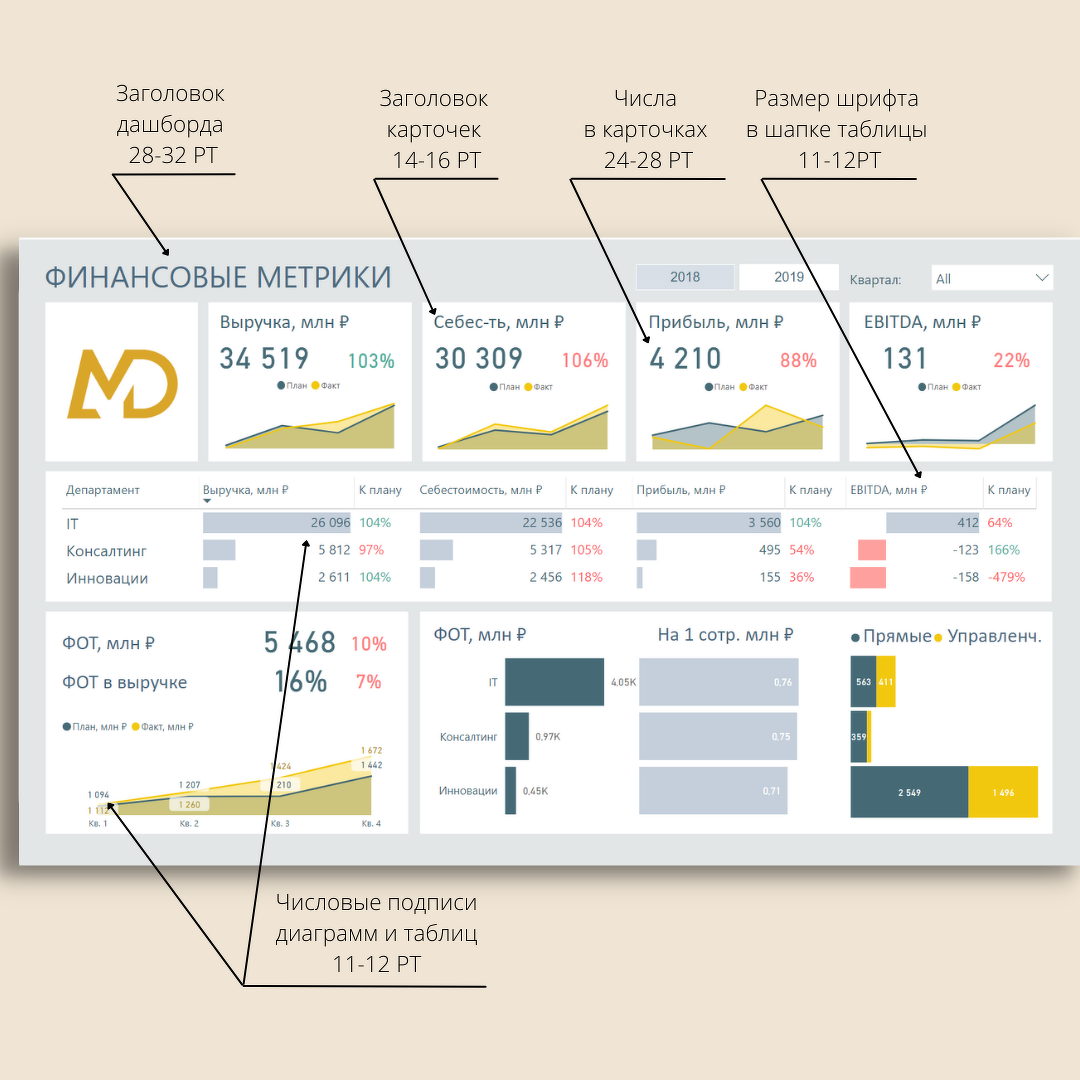 Заголовок
дашборда
28-32 PT
Заголовок
карточек
14-16 PT
Числа
в карточках
24-28 PT
Размер шрифта
в шапке таблицы
11-12PT
ФИНАНСОВЫЕ МЕТРИКИ
2018
2019
Квартал:
All
MD
Выручка, млн ₽
34 519 103%
План Факт
Себес-ть, млн ₽
30 309 106%
План Факт
Прибыль, млн ₽
4 210 88%
План Факт
EBITDA, млн ₽
131 22%
План Факт
Департамент Выручка, млн ₽ К плану Себестоимость, млн ₽ К плану Прибыль, млн ₽ К плану EBITDA, млн ₽ К плану
IT 26 096 104% 22 536 104% 3 560 104% 412 64%
Консалтинг 5 812 97% 5 317 105% 495 54% -123 166%
Инновации 2 611 104% 2 456 118% 155 36% -158 -479%
ФОТ, млн ₽ 5 468 10%
ФОТ в выручке 16% 7%
План, млн ₽ Факт, млн ₽
1 672
1 424 1 442
1 207 210
1 094 1 260
1 112
Кв. 1 Кв. 2 Кв. 3 Кв. 4
ФОТ, млн ₽ На 1 сотр. млн ₽ Прямые Управленч.
IT 4,05K 0,76 563 411
Консалтинг 0,97K 0,75 359
Инновации 0,45K 0,71 2 549 1 496
Числовые подписи
диаграмм и таблиц
11-12 PT